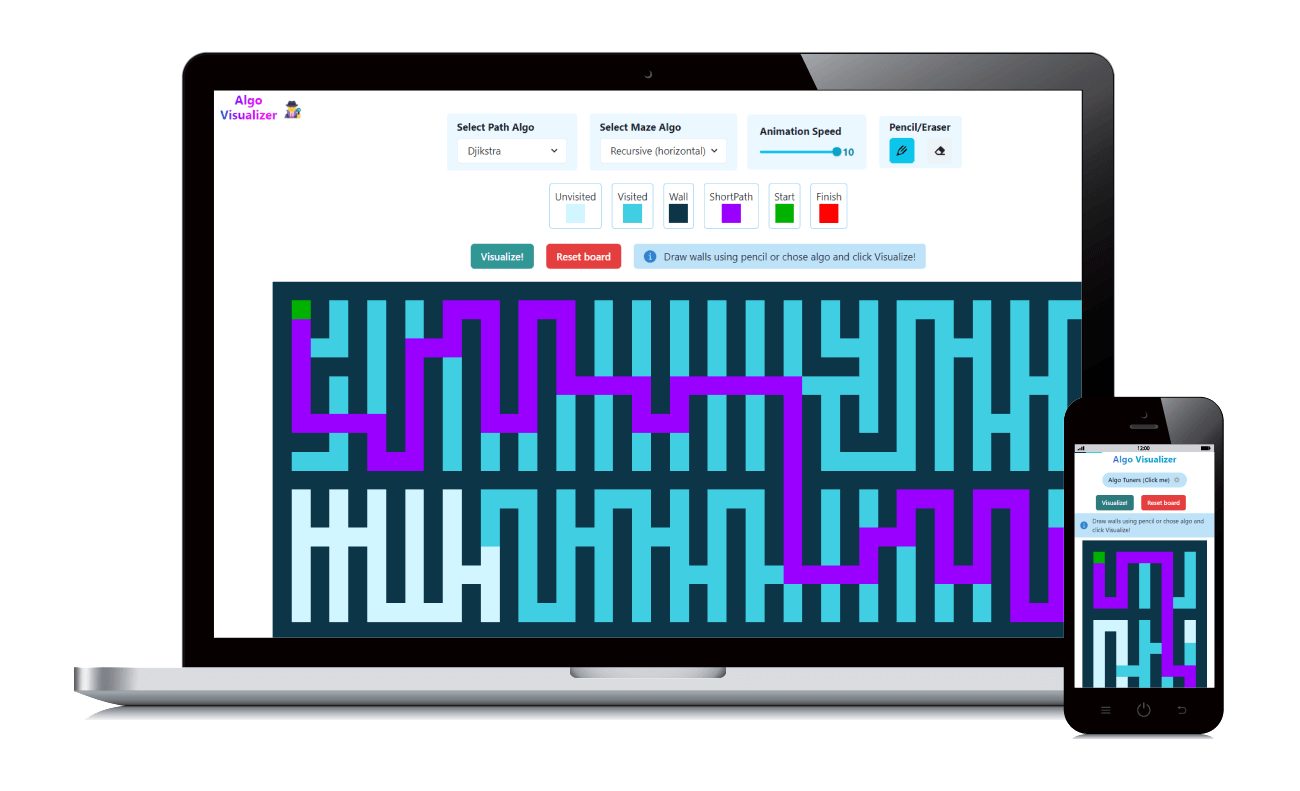 Algo
Visualizer
Select Path Algo
Djikstra
Select Maze Algo
Recursive (horizontal)
Animation Speed
10
Pencil/Eraser
Unvisited
Visited
Wall
ShortPath
Start
Finish
Visualize!
Reset board
Draw walls using pencil or chose algo and click Visualize!
12:00
Algo Visualizer
Algo Tuners (Click me)
Visualize!
Reset board
Draw walls using pencil or chose algo and
click Visualize!